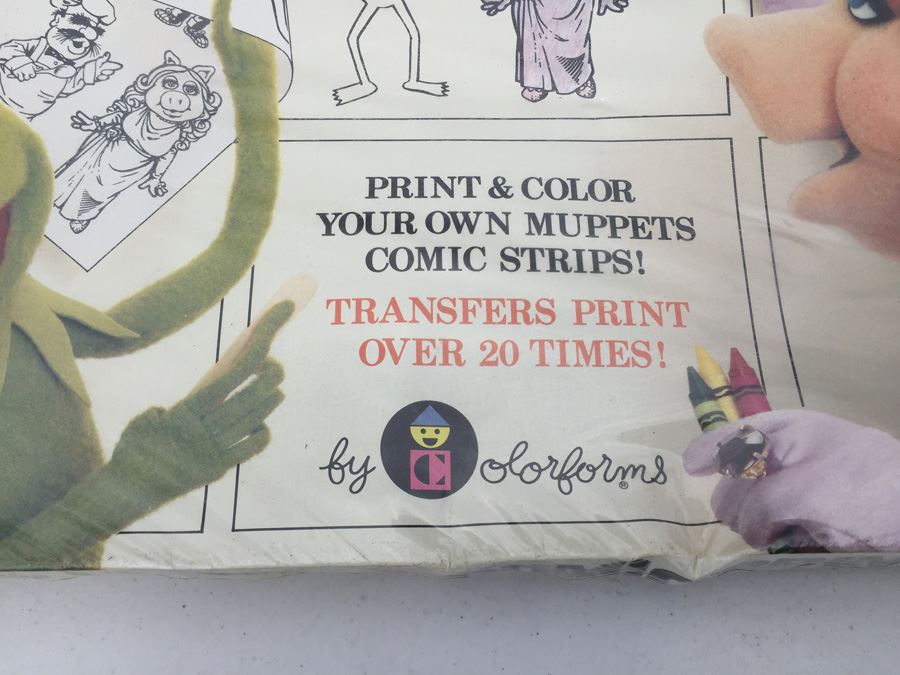 PRINT & COLOR
YOUR OWN MUPPETS
COMIC STRIPS!
TRANSFERS PRINT
OVER 20 TIMES!
by Colorforms®